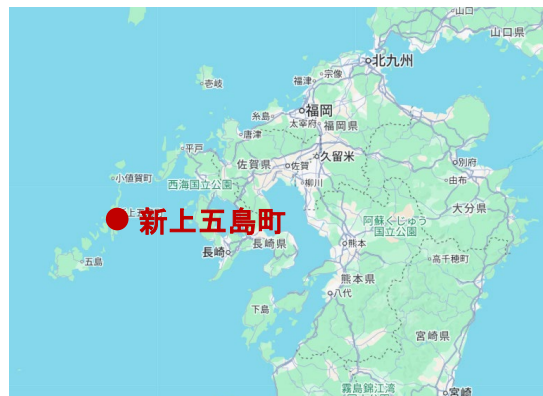 山口
山口県
北九州
宗像
福津
壱岐
福岡
糸島
太宰府
福岡県
唐津
平戸
久留米
佐賀県
佐賀
別府
小値賀町
西海国立公園
柳川
由布
大分県
新上五島町
阿蘇くじゅう
国立公園
長崎
長崎県
熊本
五島
高千穂町
熊本県
八代
下島
宮崎県
霧島錦江湾
宮崎